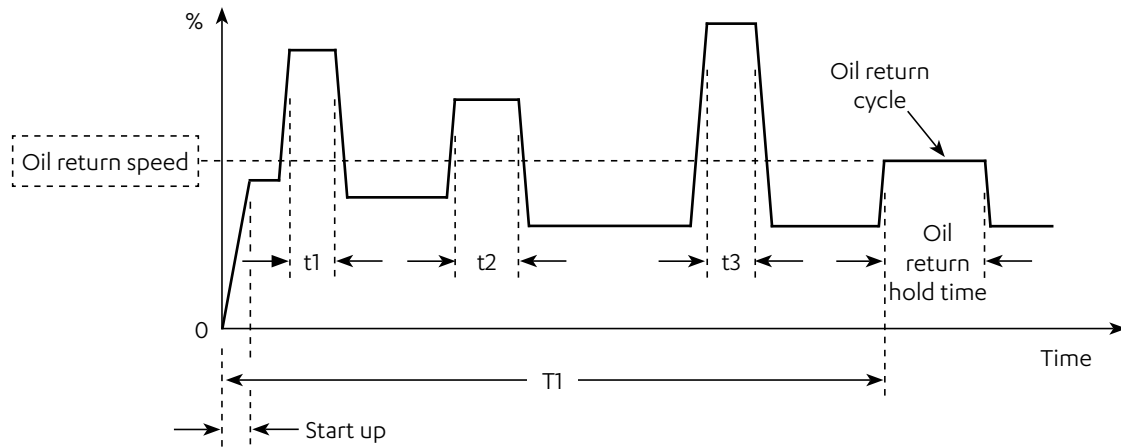 %
Oil return
cycle
Oil return speed
t1
t2
t3
Oil
return
hold time
0
Time
T1
Start up